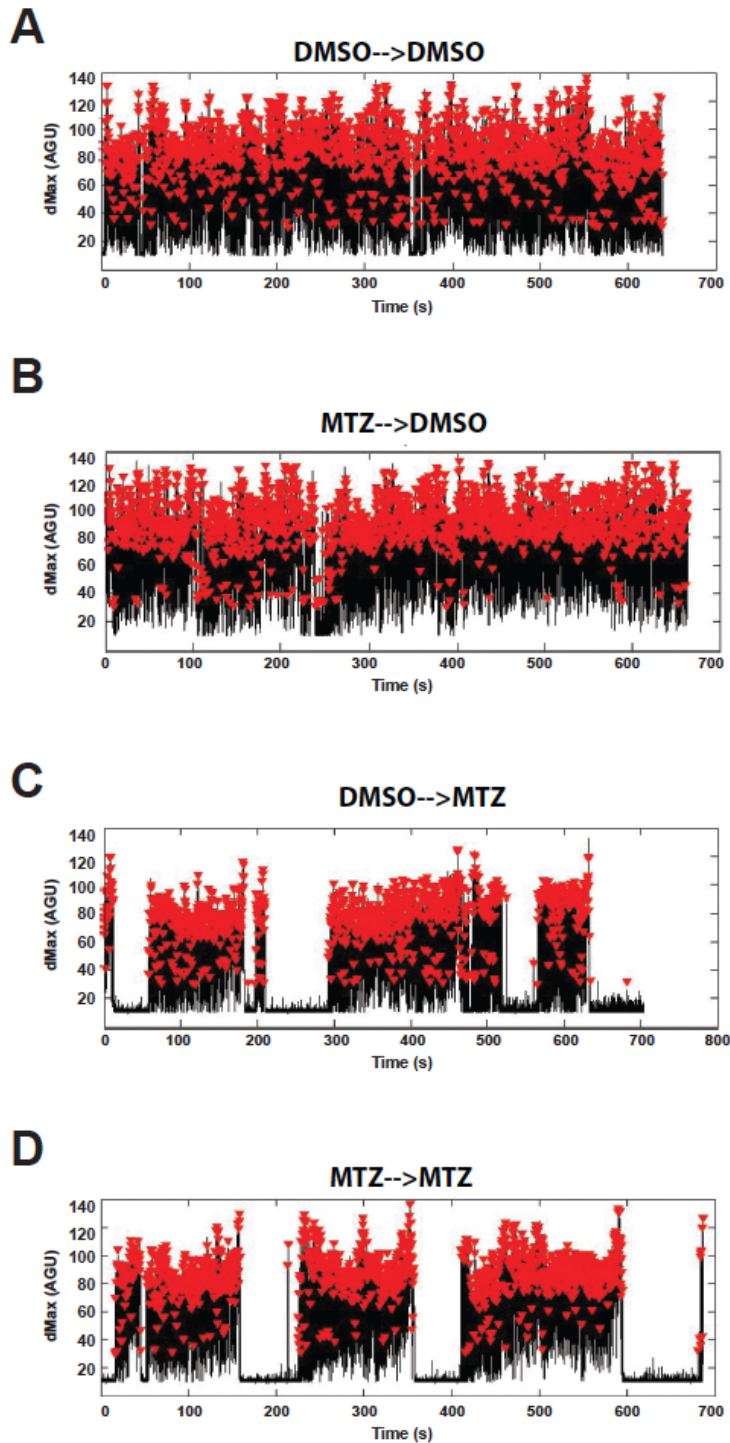 A
DMSO-->DMSO
140
120
100
80
60
40
20
dMax (AGU)
0 100 200 300 400 500 600 700
Time (s)
B
MTZ-->DMSO
140
120
100
80
60
40
20
dMax (AGU)
0 100 200 300 400 500 600 700
Time (s)
C
DMSO-->MTZ
140
120
100
80
60
40
20
dMax (AGU)
0 100 200 300 400 500 600 700 800
Time (s)
D
MTZ-->MTZ
140
120
100
80
60
40
20
dMax (AGU)
0 100 200 300 400 500 600 700
Time (s)